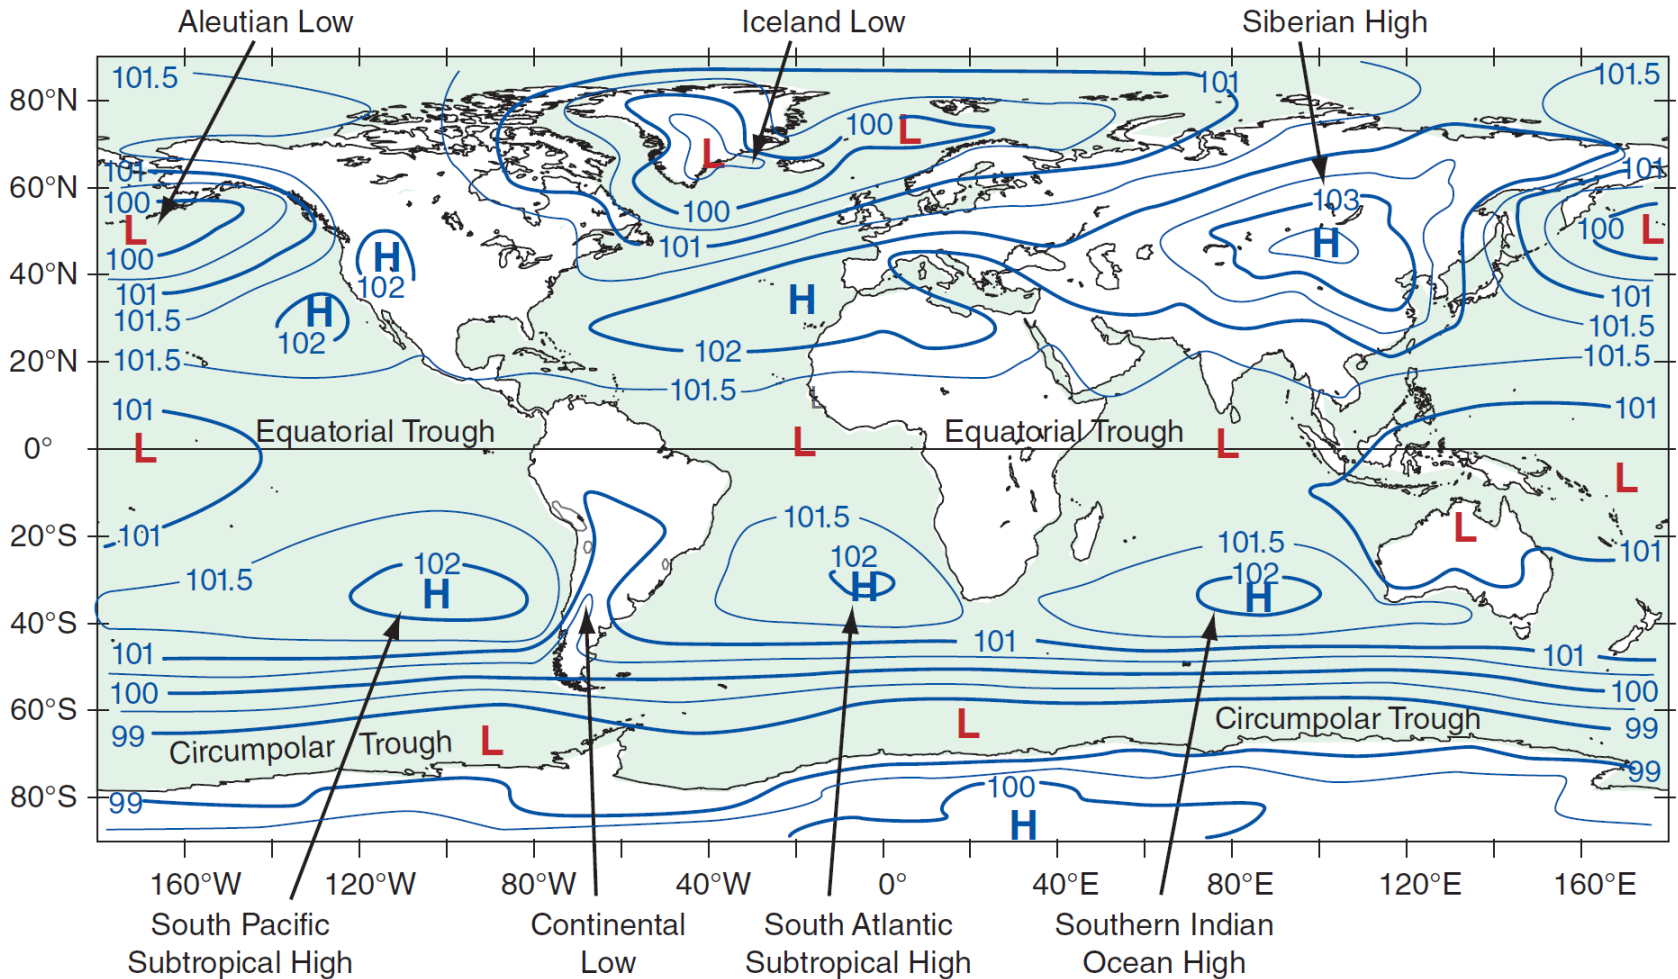 Aleutian Low Iceland Low Siberian High
101.5 101 101.5
80°N
100 L
L
101 101
60°N
100 103
100
L H 100 L
101
H
100 40°N 102
101 H H 101
101.5 102 101.5
102
101.5 20°N 101.5 101.5
L
101 101
Equatorial Trough Equatorial Trough
0° L L L
L
101.5 L
101 20°S
102 102 101.5 101
101.5 H H 102
H
40°S
101 101 101
100 100
60°S L
99 Circumpolar Trough L Circumpolar Trough 99
99
99 80°S 100
H
160°W 120°W 80°W 40°W 0° 40°E 80°E 120°E 160°E
South Pacific Continental South Atlantic Southern Indian
Subtropical High Low Subtropical High Ocean High